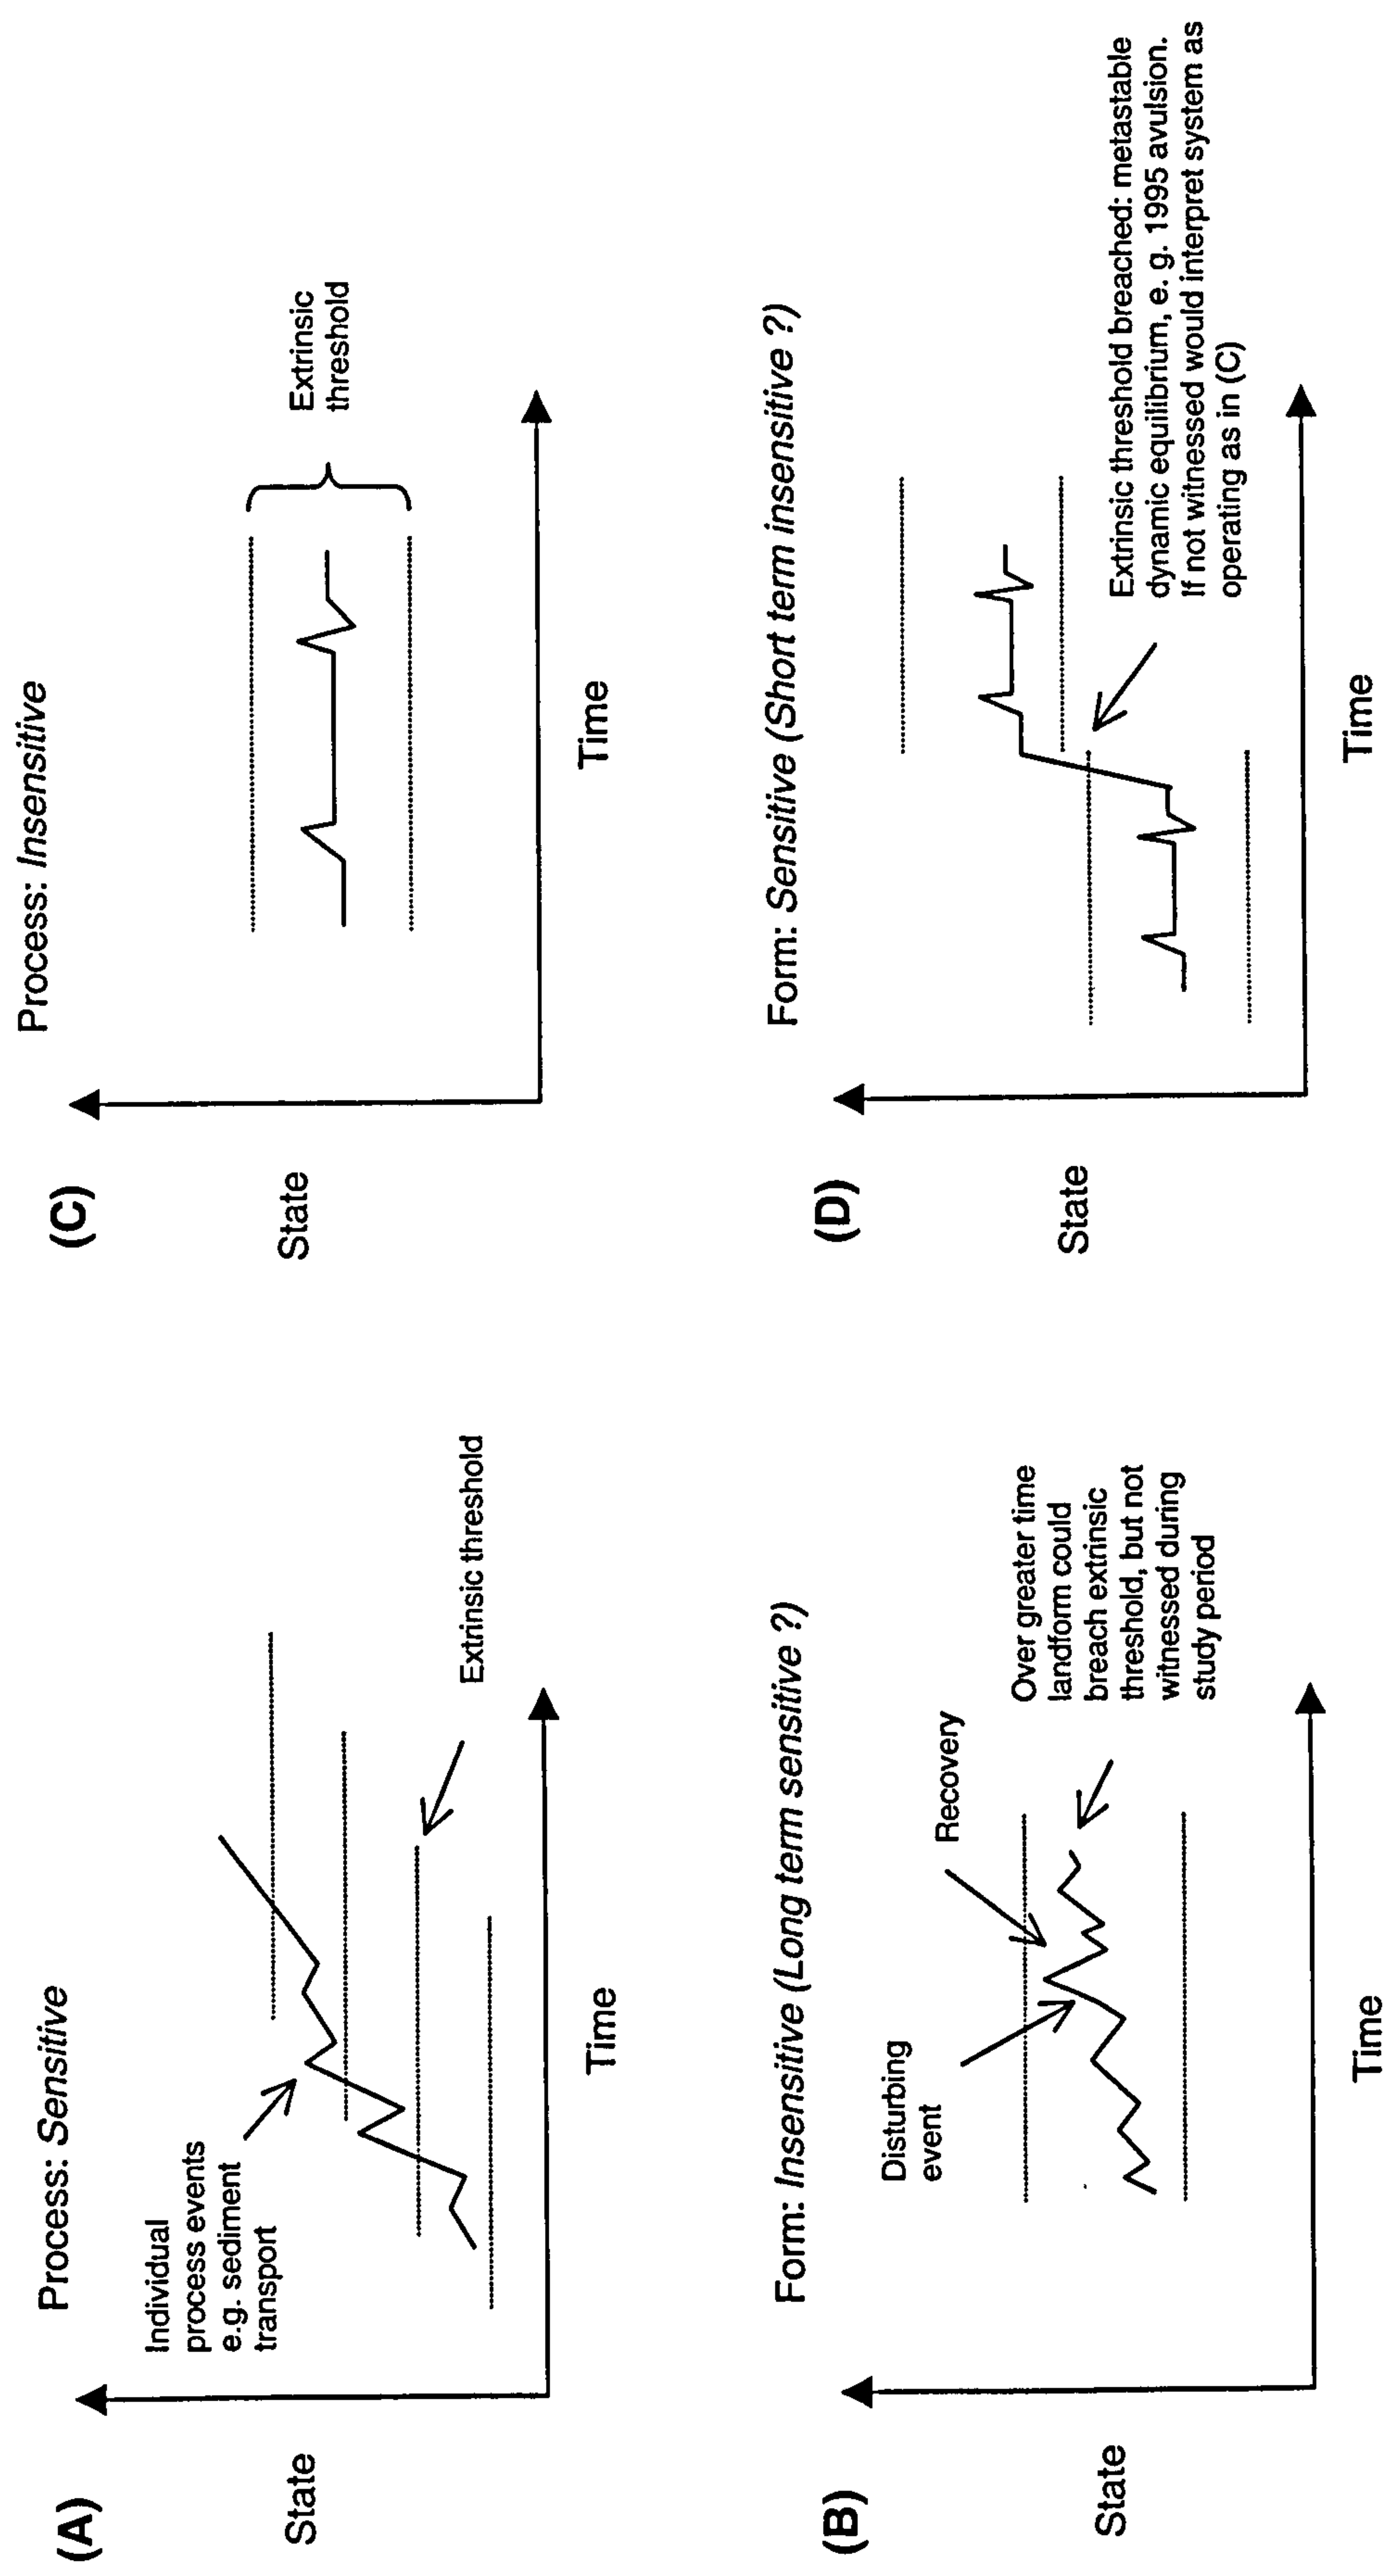 (A)
Process: Sensitive
State
Individual
process events
e.g. sediment
transport
Extrinsic threshold
Time
(C)
Process: Insensitive
State
Extrinsic
threshold
Time
(B)
Form: Insensitive (Long term sensitive ?)
State
Disturbing
event
Recovery
Over greater time
landform could
breach extrinsic
threshold, but not
witnessed during
study period
Time
(D)
Form: Sensitive (Short term insensitive ?)
State
Extrinsic threshold breached: metastable
dynamic equilibrium, e. g. 1995 avulsion.
If not witnessed would interpret system as
operating as in (C)
Time